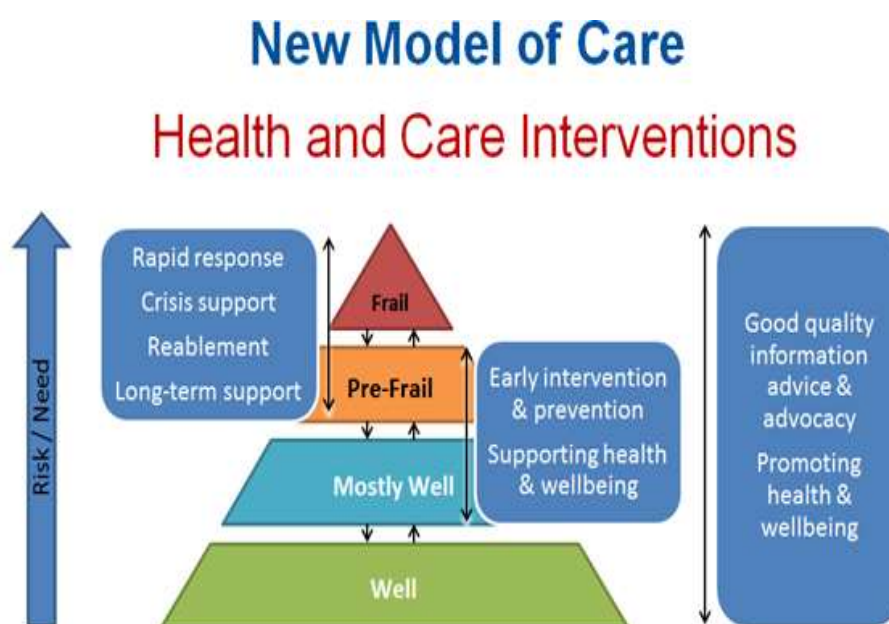 New Model of Care
Health and Care Interventions
Risk / Need
Rapid response
Crisis support
Reablement
Long-term support
Frail
Pre-Frail
Mostly Well
Well
Early intervention
& prevention
Supporting health
& wellbeing
Good quality
information
advice &
advocacy
Promoting
health &
wellbeing